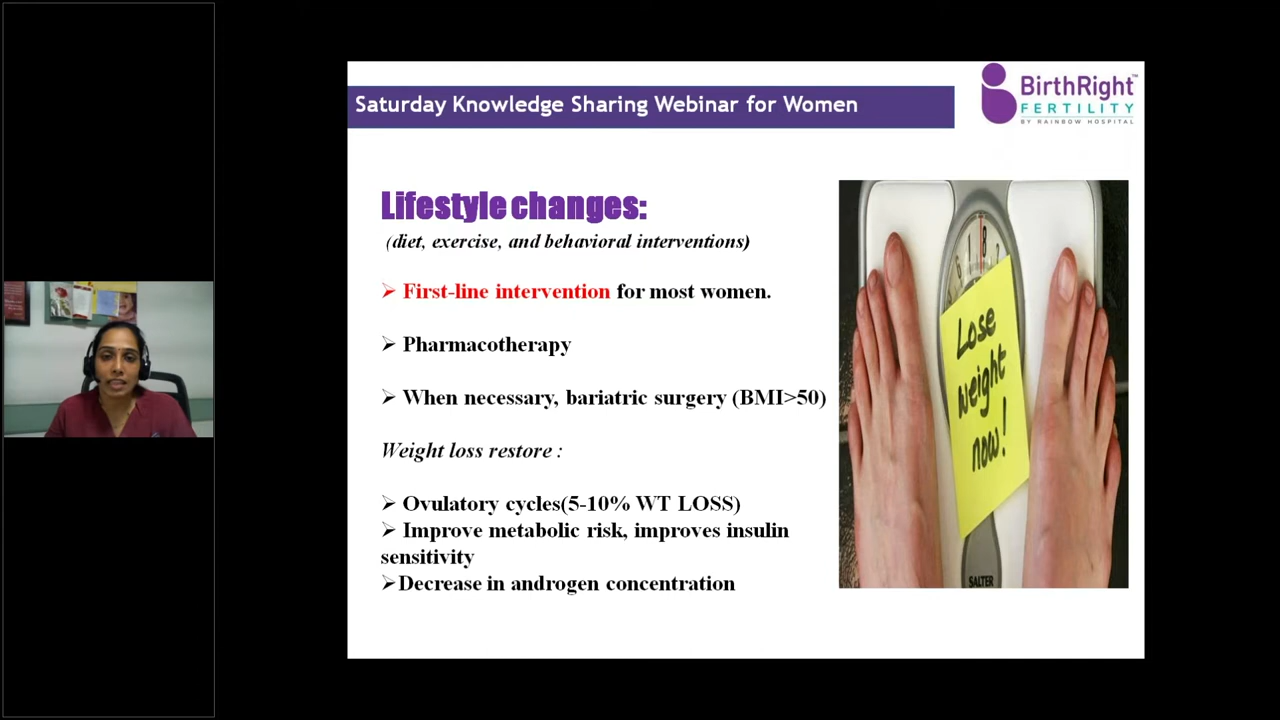 Saturday Knowledge Sharing Webinar for Women
BirthRight™
FERTILITY
BY RAINBOW HOSPITAL
Lifestyle changes:
(diet, exercise, and behavioral interventions)
➢ First-line intervention for most women.
➢ Pharmacotherapy
➢ When necessary, bariatric surgery (BMI>50)
Weight loss restore :
➢ Ovulatory cycles(5-10% WT LOSS)
➢ Improve metabolic risk, improves insulin
sensitivity
➢Decrease in androgen concentration
Lose
weight
now!
SALTER